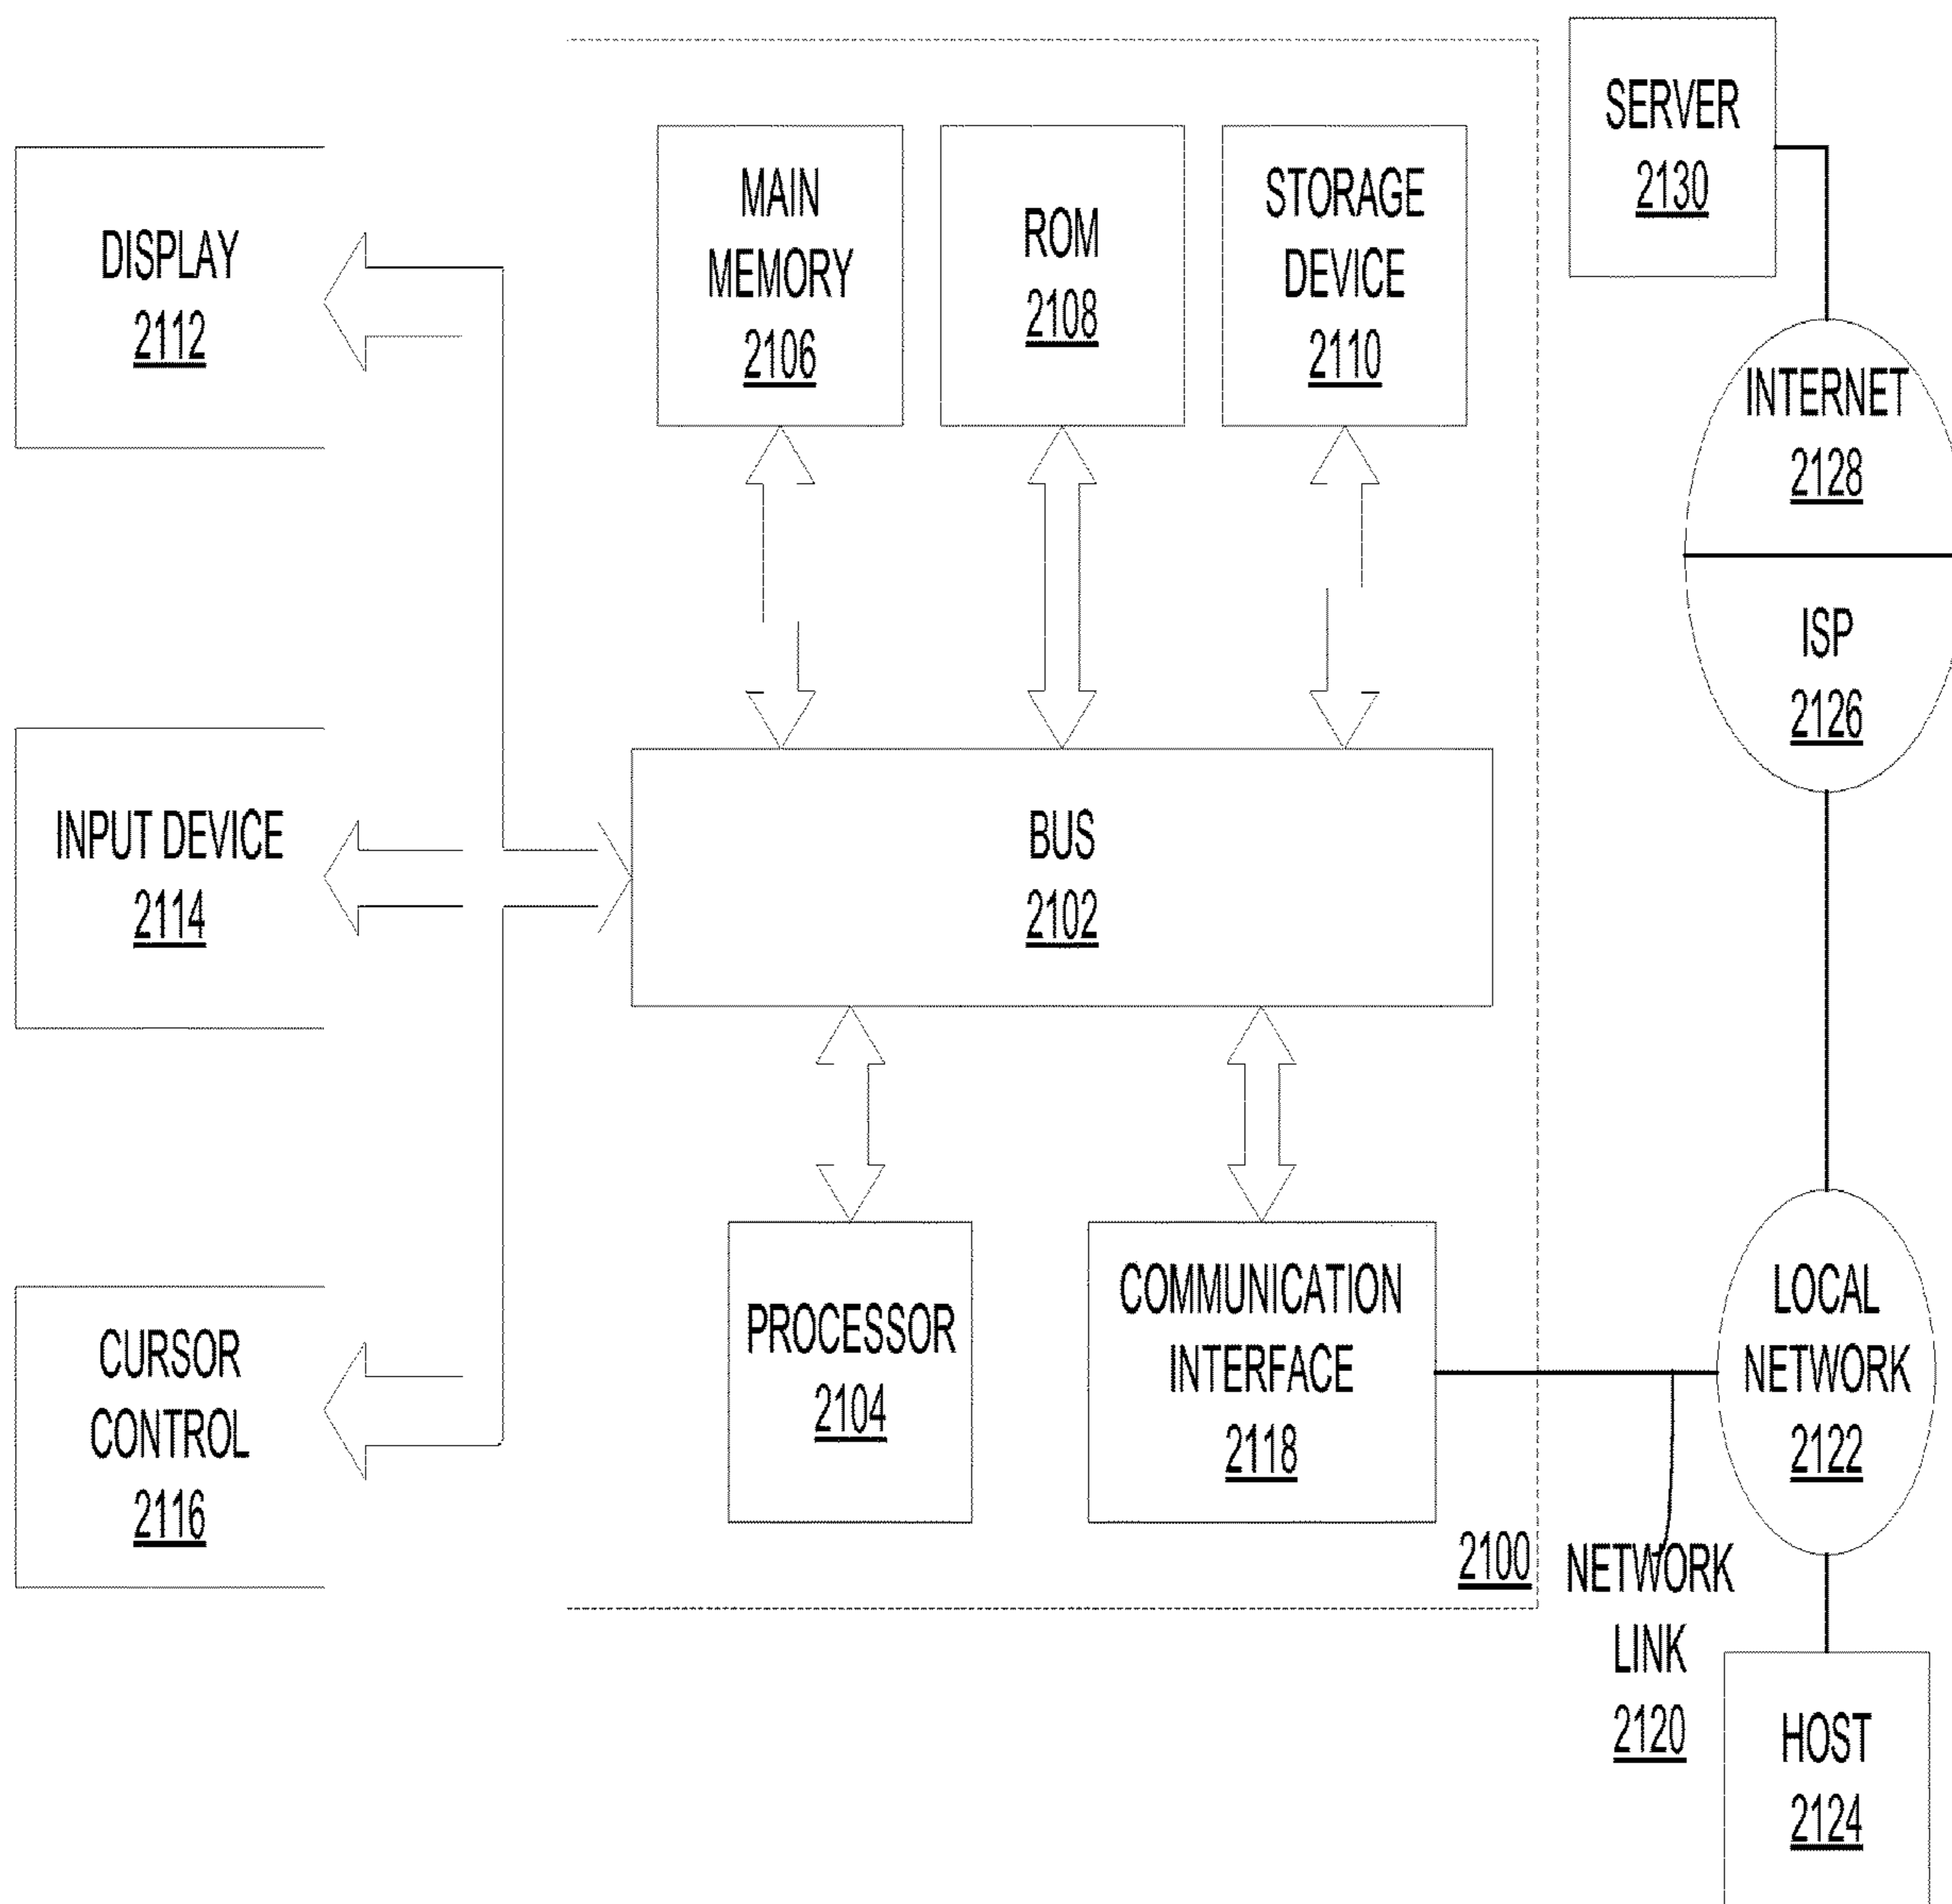 SERVER
2130
MAIN
MEMORY
2106
ROM
2108
STORAGE
DEVICE
2110
DISPLAY
2112
INTERNET
2128
ISP
2126
INPUT DEVICE
2114
BUS
2102
CURSOR
CONTROL
2116
PROCESSOR
2104
COMMUNICATION
INTERFACE
2118
LOCAL
NETWORK
2122
2100
NETWORK
LINK
2120
HOST
2124